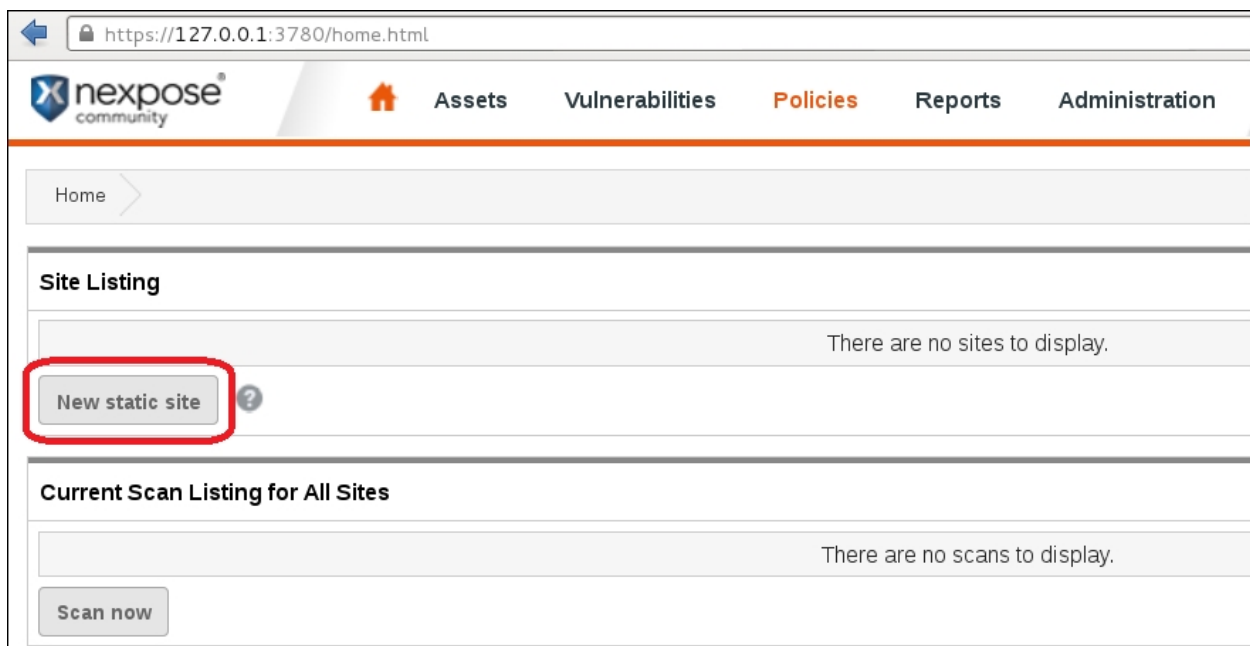 https://127.0.0.1:3780/home.html
nexpose®
community
Assets Vulnerabilities Policies Reports Administration
Home
Site Listing
There are no sites to display.
New static site ?
Current Scan Listing for All Sites
There are no scans to display.
Scan now